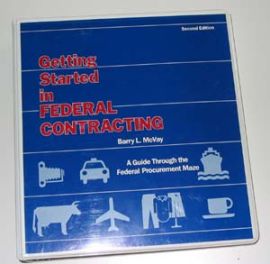 Second Edition
Getting
Started
in
FEDERAL
CONTRACTING
Barry L. McVay
A Guide Through the
Federal Procurement Maze